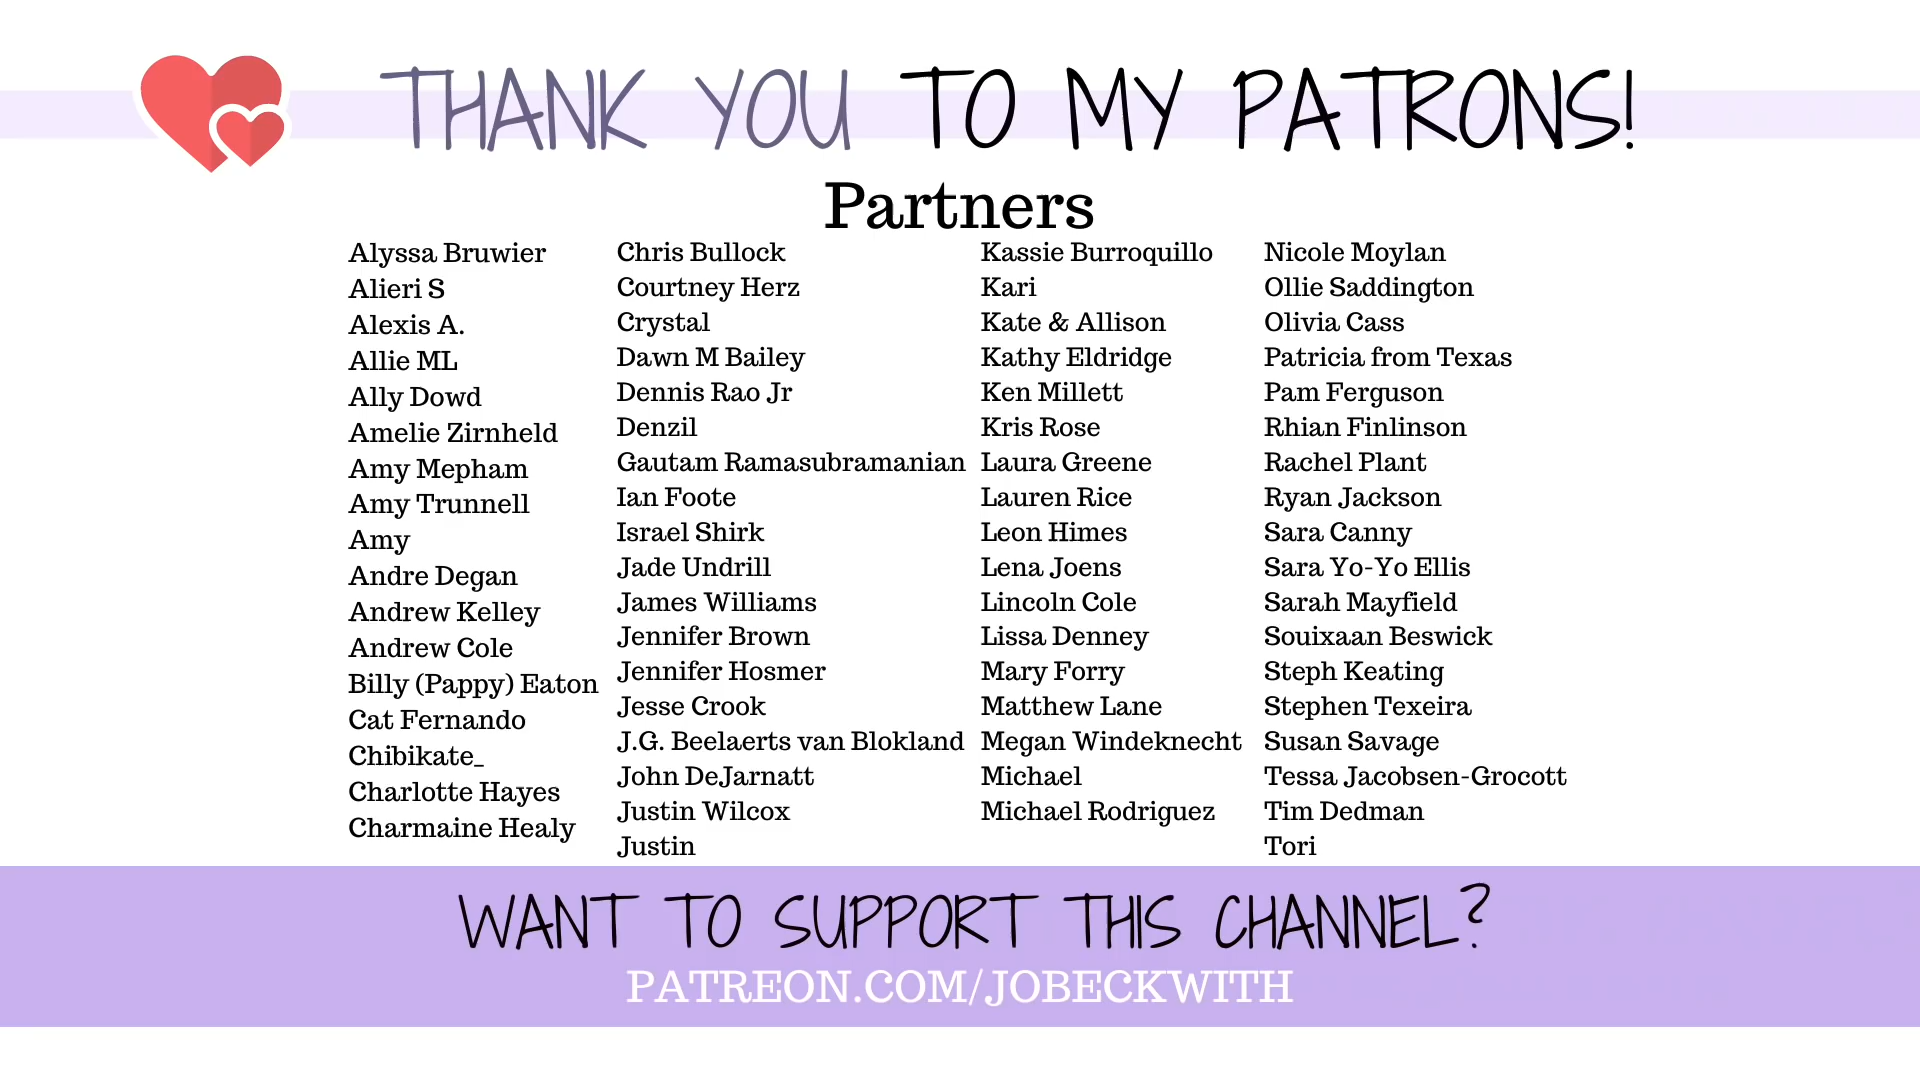 THANK YOU TO MY PATRONS!
Partners
Alyssa Bruwier
Alieri S
Alexis A.
Allie ML
Ally Dowd
Amelie Zirnheld
Amy Mepham
Amy Trunnell
Amy
Andre Degan
Andrew Kelley
Andrew Cole
Billy (Pappy) Eaton
Cat Fernando
Chibikate_
Charlotte Hayes
Charmaine Healy
Chris Bullock
Courtney Herz
Crystal
Dawn M Bailey
Dennis Rao Jr
Denzil
Gautam Ramasubramanian
Ian Foote
Israel Shirk
Jade Undrill
James Williams
Jennifer Brown
Jennifer Hosmer
Jesse Crook
J.G. Beelaerts van Blokland
John DeJarnatt
Justin Wilcox
Justin
Kassie Burroquillo
Kari
Kate & Allison
Kathy Eldridge
Ken Millett
Kris Rose
Laura Greene
Lauren Rice
Leon Himes
Lena Joens
Lincoln Cole
Lissa Denney
Mary Forry
Matthew Lane
Megan Windeknecht
Michael
Michael Rodriguez
Nicole Moylan
Ollie Saddington
Olivia Cass
Patricia from Texas
Pam Ferguson
Rhian Finlinson
Rachel Plant
Ryan Jackson
Sara Canny
Sara Yo-Yo Ellis
Sarah Mayfield
Souixaan Beswick
Steph Keating
Stephen Texeira
Susan Savage
Tessa Jacobsen-Grocott
Tim Dedman
Tori
WANT TO SUPPORT THIS CHANNEL?
PATREON.COM/JOBECKWITH